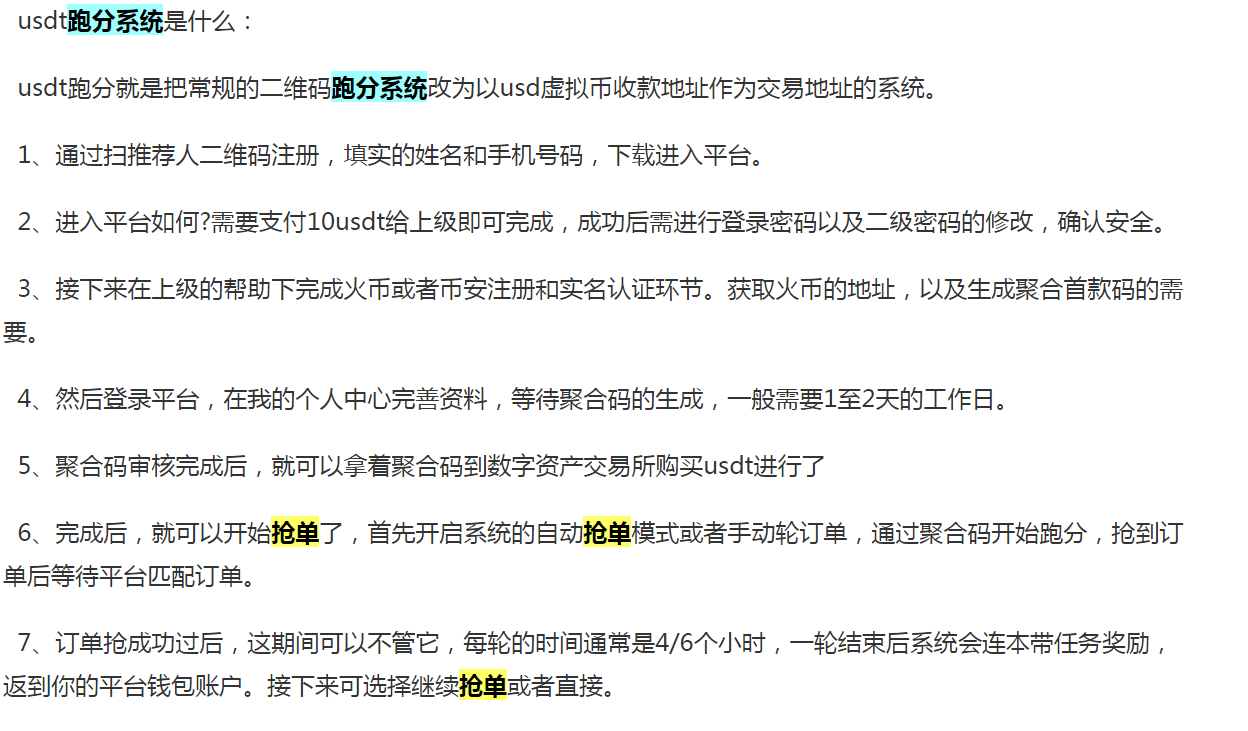 usdt跑分系统是什么：
usdt跑分就是把常规的二维码跑分系统改为以usd虚拟币收款地址作为交易地址的系统。
1、通过扫推荐人二维码注册，填实的姓名和手机号码，下载进入平台。
2、进入平台如何?需要支付10usdt给上级即可完成，成功后需进行登录密码以及二级密码的修改，确认安全。
3、接下来在上级的帮助下完成火币或者币安注册和实名认证环节。获取火币的地址，以及生成聚合首款码的需
要。
4、然后登录平台，在我的个人中心完善资料，等待聚合码的生成，一般需要1至2天的工作日。
5、聚合码审核完成后，就可以拿着聚合码到数字资产交易所购买usdt进行了
6、完成后，就可以开始抢单了，首先开启系统的自动抢单模式或者手动轮订单，通过聚合码开始跑分，抢到订
单后等待平台匹配订单。
7、订单抢成功过后，这期间可以不管它，每轮的时间通常是4/6个小时，一轮结束后系统会连本带任务奖励，
返到你的平台钱包账户。接下来可选择继续抢单或者直接。